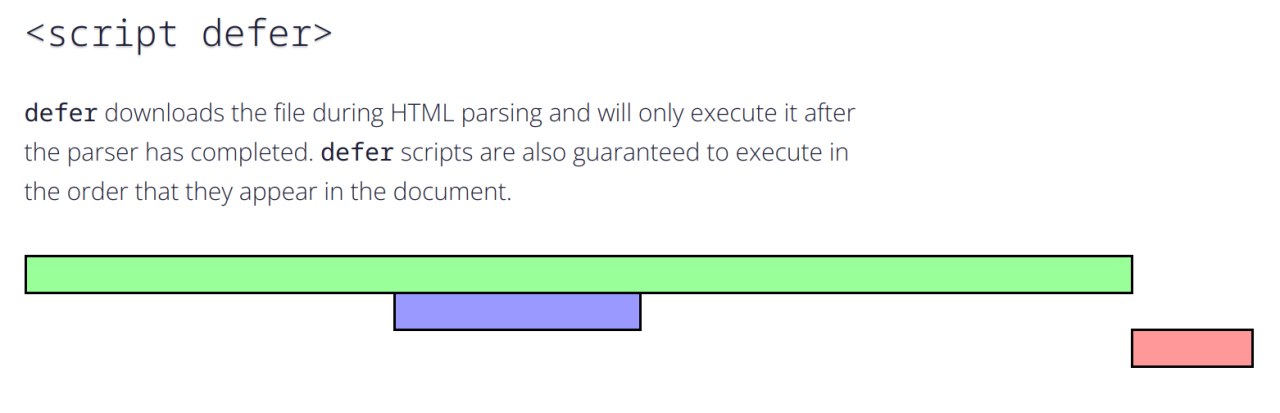 <script defer>
defer downloads the file during HTML parsing and will only execute it after
the parser has completed. defer scripts are also guaranteed to execute in
the order that they appear in the document.